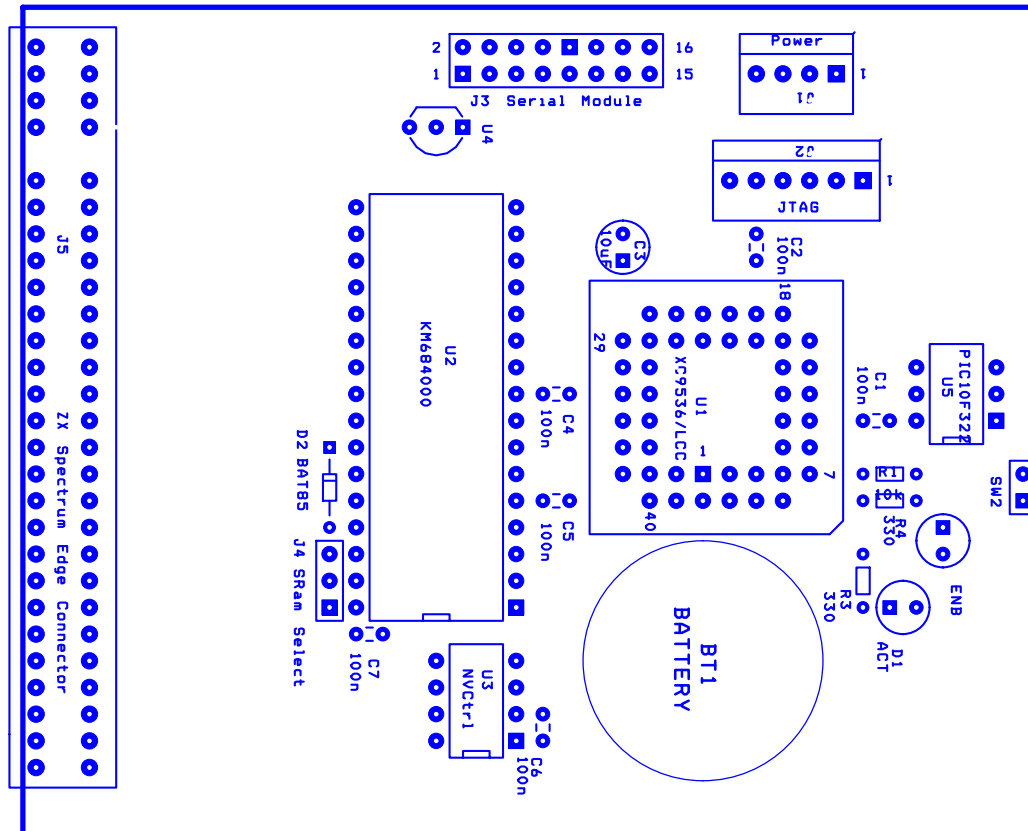 Power
1
J1
2
16
1
15
J3 Serial Module
U4
J2
1
JTAG
J5
ZX Spectrum Edge Connector
C3
10uF
C2
100n
18
29
U2
KM684000
U1
XC9536/LCC
1
7
40
C1
100n
PIC10F322
U5
C4
100n
C5
100n
D2 BAT85
J4 SRam Select
R1
10k
R4
330
SW2
ENB
R3
330
D1
ACT
BT1
BATTERY
C7
100n
U3
NVCtrl
C6
100n